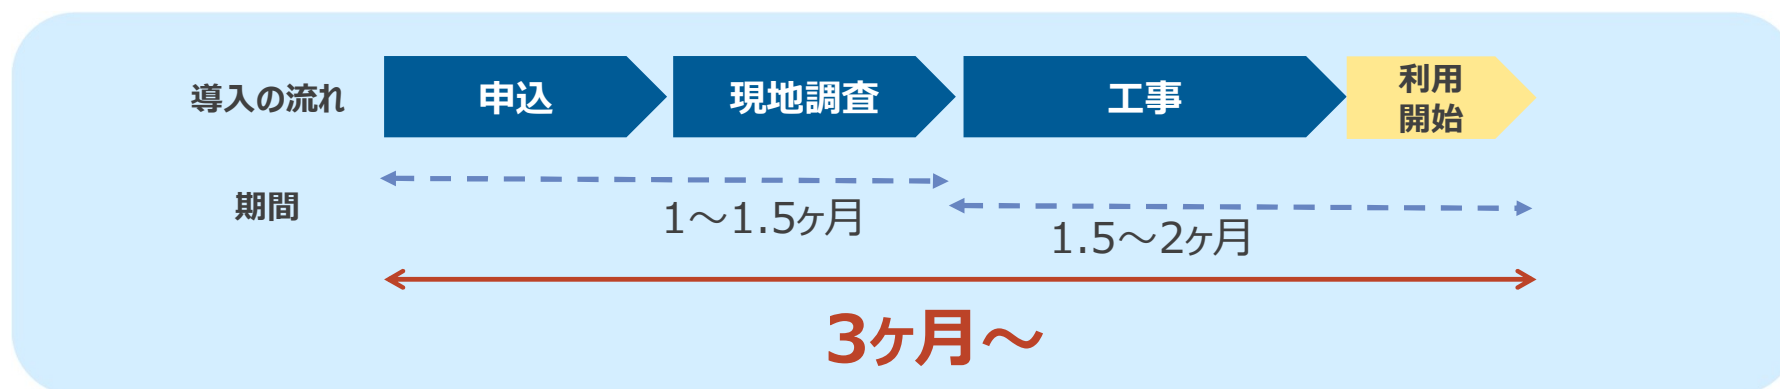 導入の流れ
申込
現地調査
工事
利用
開始
期間
1～1.5ヶ月
1.5～2ヶ月
3ヶ月～